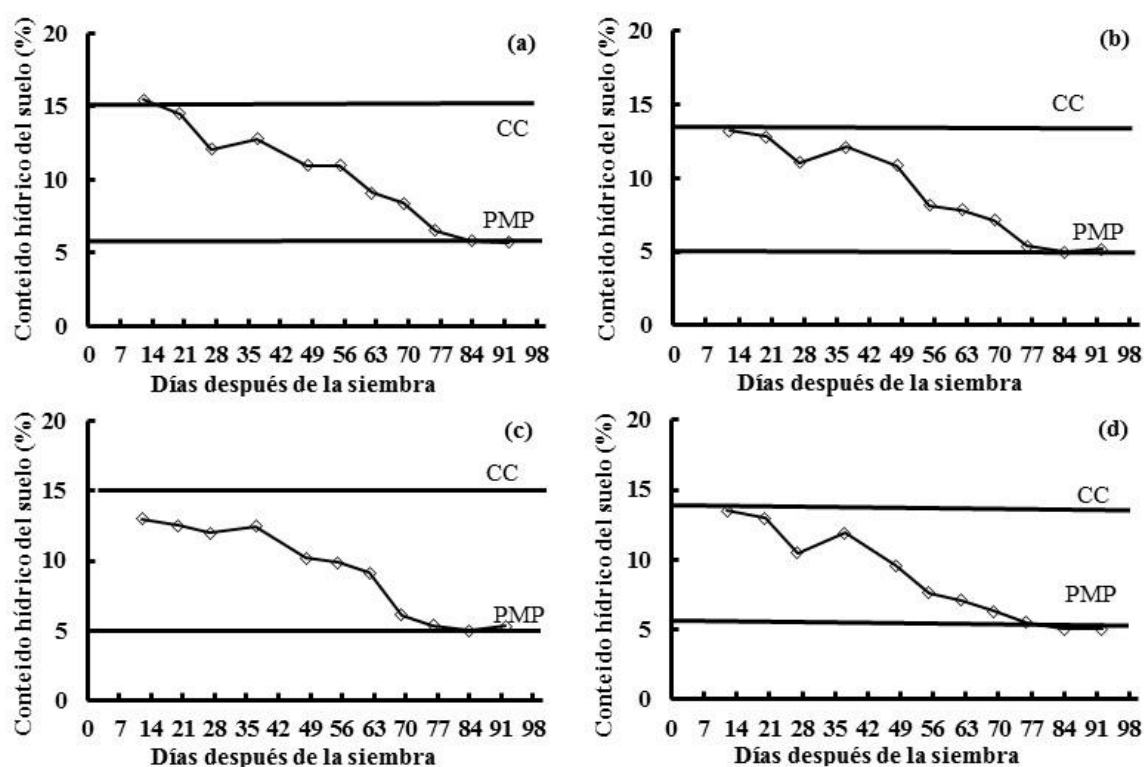 Conteido hídrico del suelo (%)
20
15
10
5
0
(a)
CC
PMP
0 7 14 21 28 35 42 49 56 63 70 77 84 91 98
Días después de la siembra
Conteido hídrico del suelo (%)
20
15
10
5
0
(b)
CC
PMP
0 7 14 21 28 35 42 49 56 63 70 77 84 91 98
Días después de la siembra
Conteido hídrico del suelo (%)
20
15
10
5
0
(c)
CC
PMP
0 7 14 21 28 35 42 49 56 63 70 77 84 91 98
Días después de la siembra
Conteido hídrico del suelo (%)
20
15
10
5
0
(d)
CC
PMP
0 7 14 21 28 35 42 49 56 63 70 77 84 91 98
Días después de la siembra